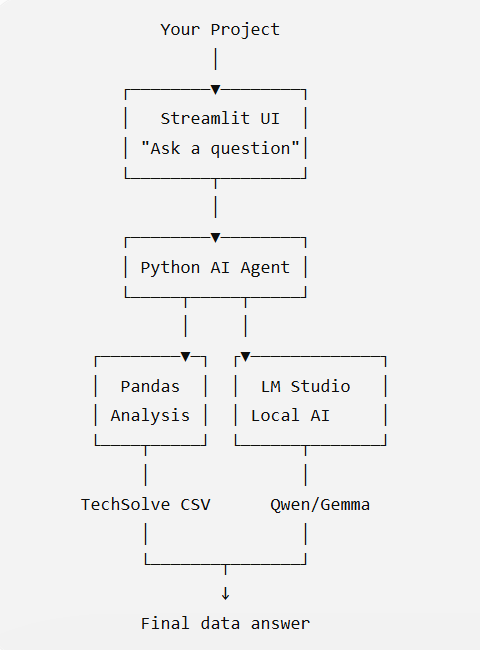 Your Project
Streamlit UI
"Ask a question"
Python AI Agent
Pandas
Analysis
LM Studio
Local AI
TechSolve CSV
Qwen/Gemma
Final data answer